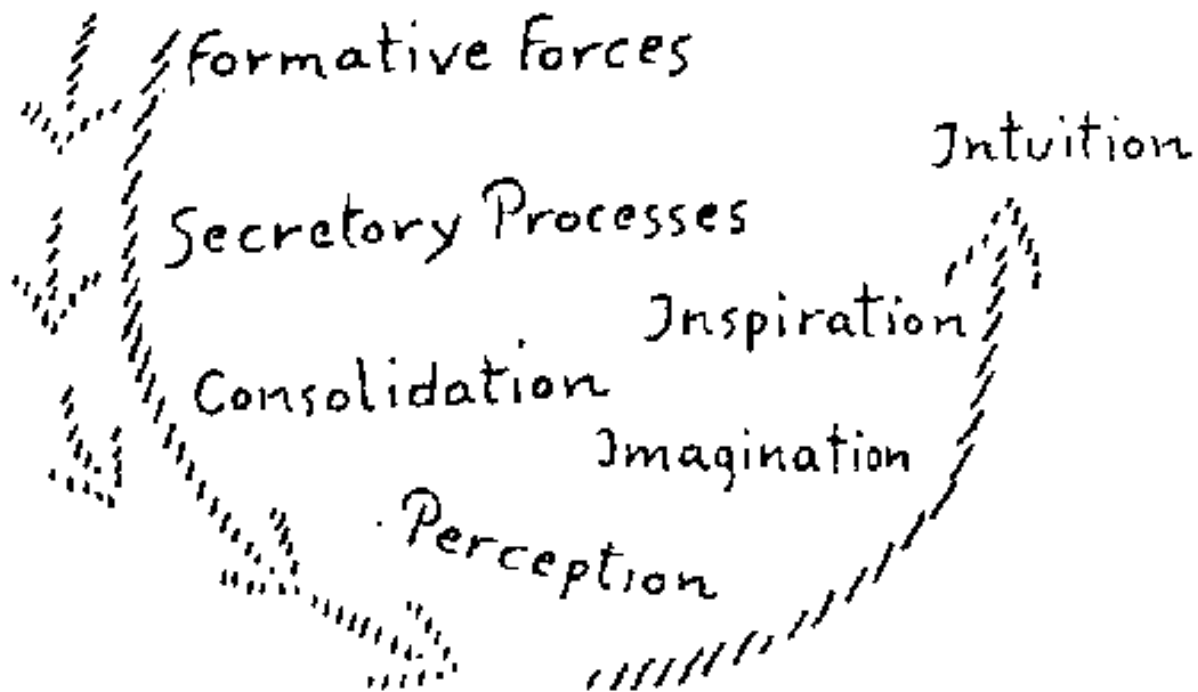 Formative Forces
Intuition
Secretory Processes
Inspiration
Consolidation
Imagination
Perception